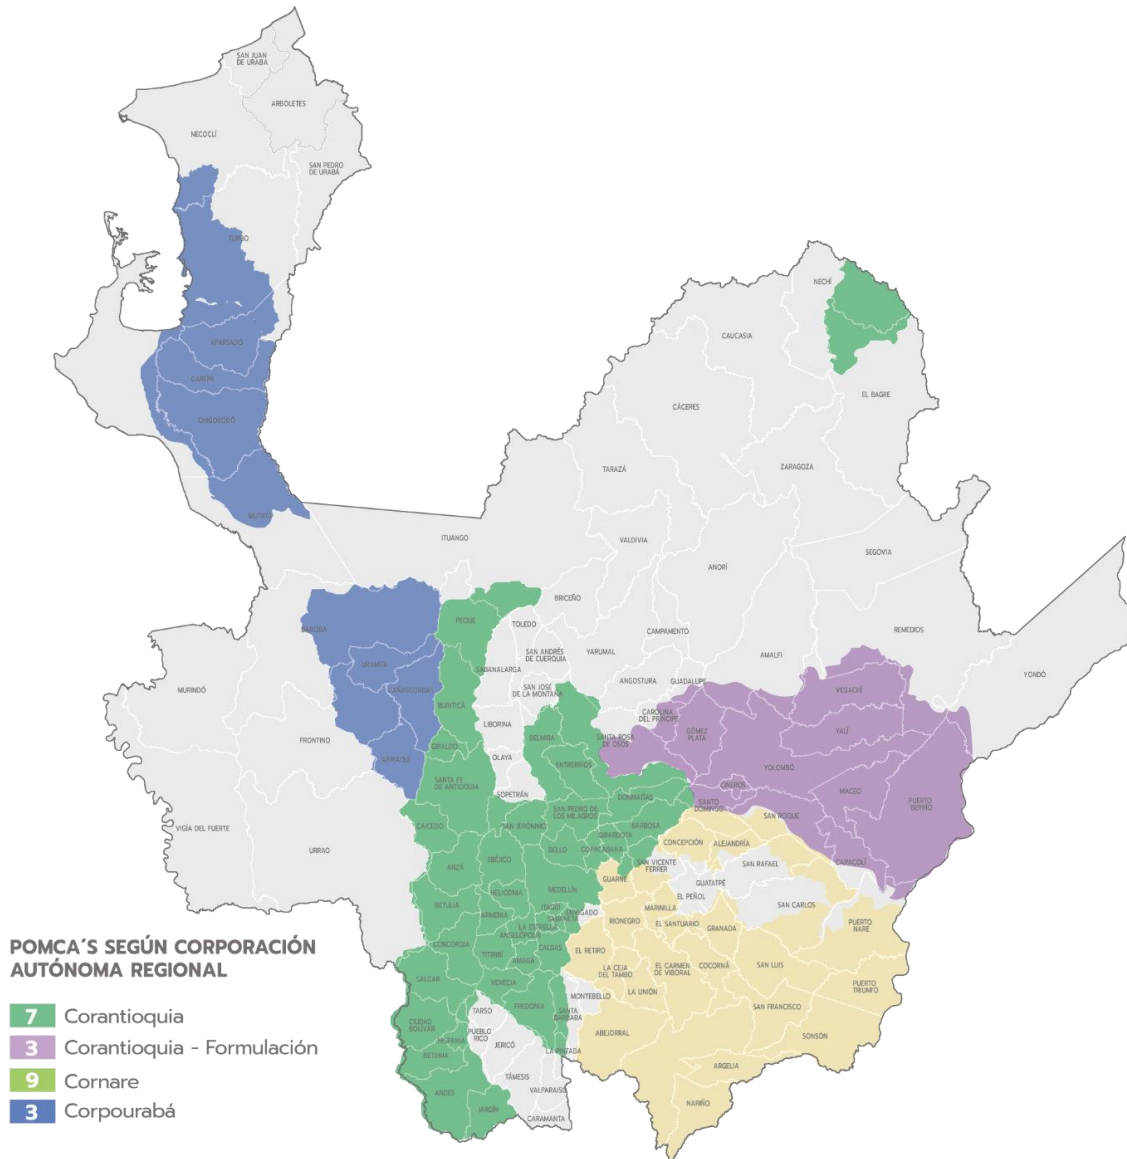 SAN JUAN
DE URABÁ
ARBOLETES
NECOCLÍ
SAN PEDRO
DE URABÁ
TURBO
NECHÍ
APARTADÓ
CAUCASIA
CAREPA
EL BAGRE
CHIGORODÓ
CÁCERES
TARAZÁ
ZARAGOZA
MUTATÁ
ITUANGO
VALDIVIA
SEGOVIA
ANORÍ
BRICEÑO
PEQUE
TOLEDO
DABEIBA
CAMPAMENTO
REMEDIOS
SAN ANDRÉS
DE CUERQUIA
YARUMAL
AMALFI
URAMITA
SABANALARGA
YONDÓ
ANGOSTURA
GUADALUPE
MURINDÓ
CAÑASGORDAS
SAN JOSÉ
DE LA MONTAÑA
VEGACHÍ
BURITICÁ
CAROLINA
DEL PRÍNCIPE
LIBORINA
GÓMEZ
PLATA
YALÍ
FRONTINO
BELMIRA
SANTA ROSA
DE OSOS
GIRALDO
ABRIAQUÍ
OLAYA
ENTRERRIOS
YOLOMBÓ
SANTA FE
DE ANTIOQUIA
CISNEROS
MACEO
SOPETRÁN
DONMATÍAS
SANTO
DOMINGO
PUERTO
BERRÍO
SAN PEDRO DE
LOS MILAGROS
SAN ROQUE
VIGÍA DEL FUERTE
CAICEDO
SAN JERÓNIMO
BARBOSA
GIRARDOTA
URRAO
BELLO
COPACABANA
CONCEPCIÓN
ALEJANDRÍA
ANZÁ
EBÉJICO
SAN VICENTE
FERRER
SAN RAFAEL
CARACOLÍ
GUARNE
GUATATPÉ
HELICONIA
MEDELLÍN
EL PEÑOL
SAN CARLOS
BETULIA
ARMENIA
ITAGÜÍ
ENVIGADO
SABANETA
MARINILLA
RIONEGRO
EL SANTUARIO
GRANADA
PUERTO
NARE
LA ESTRELLA
ANGELÓPOLIS
CONCORDIA
TITIRIBÍ
CALDAS
EL RETIRO
AMAGÁ
LA CEJA
DEL TAMBO
EL CARMEN
DE VIBORAL
COCORNÁ
SAN LUIS
SALGAR
VENECIA
LA UNIÓN
PUERTO
TRIUNFO
MONTEBELLO
TARSO
FREDONIA
SANTA
BÁRBARA
SAN FRANCISCO
CIUDAD
BOLÍVAR
PUEBLO
RICO
ABEJORRAL
SONSÓN
HISPANIA
JERICÓ
BETANIA
LA PINTADA
ARGELIA
TÁMESIS
ANDES
VALPARAISO
NARIÑO
JARDÍN
CARAMANTA
POMCA´S SEGÚN CORPORACIÓN
AUTÓNOMA REGIONAL
7 Corantioquia
3 Corantioquia - Formulación
9 Cornare
3 Corpourabá